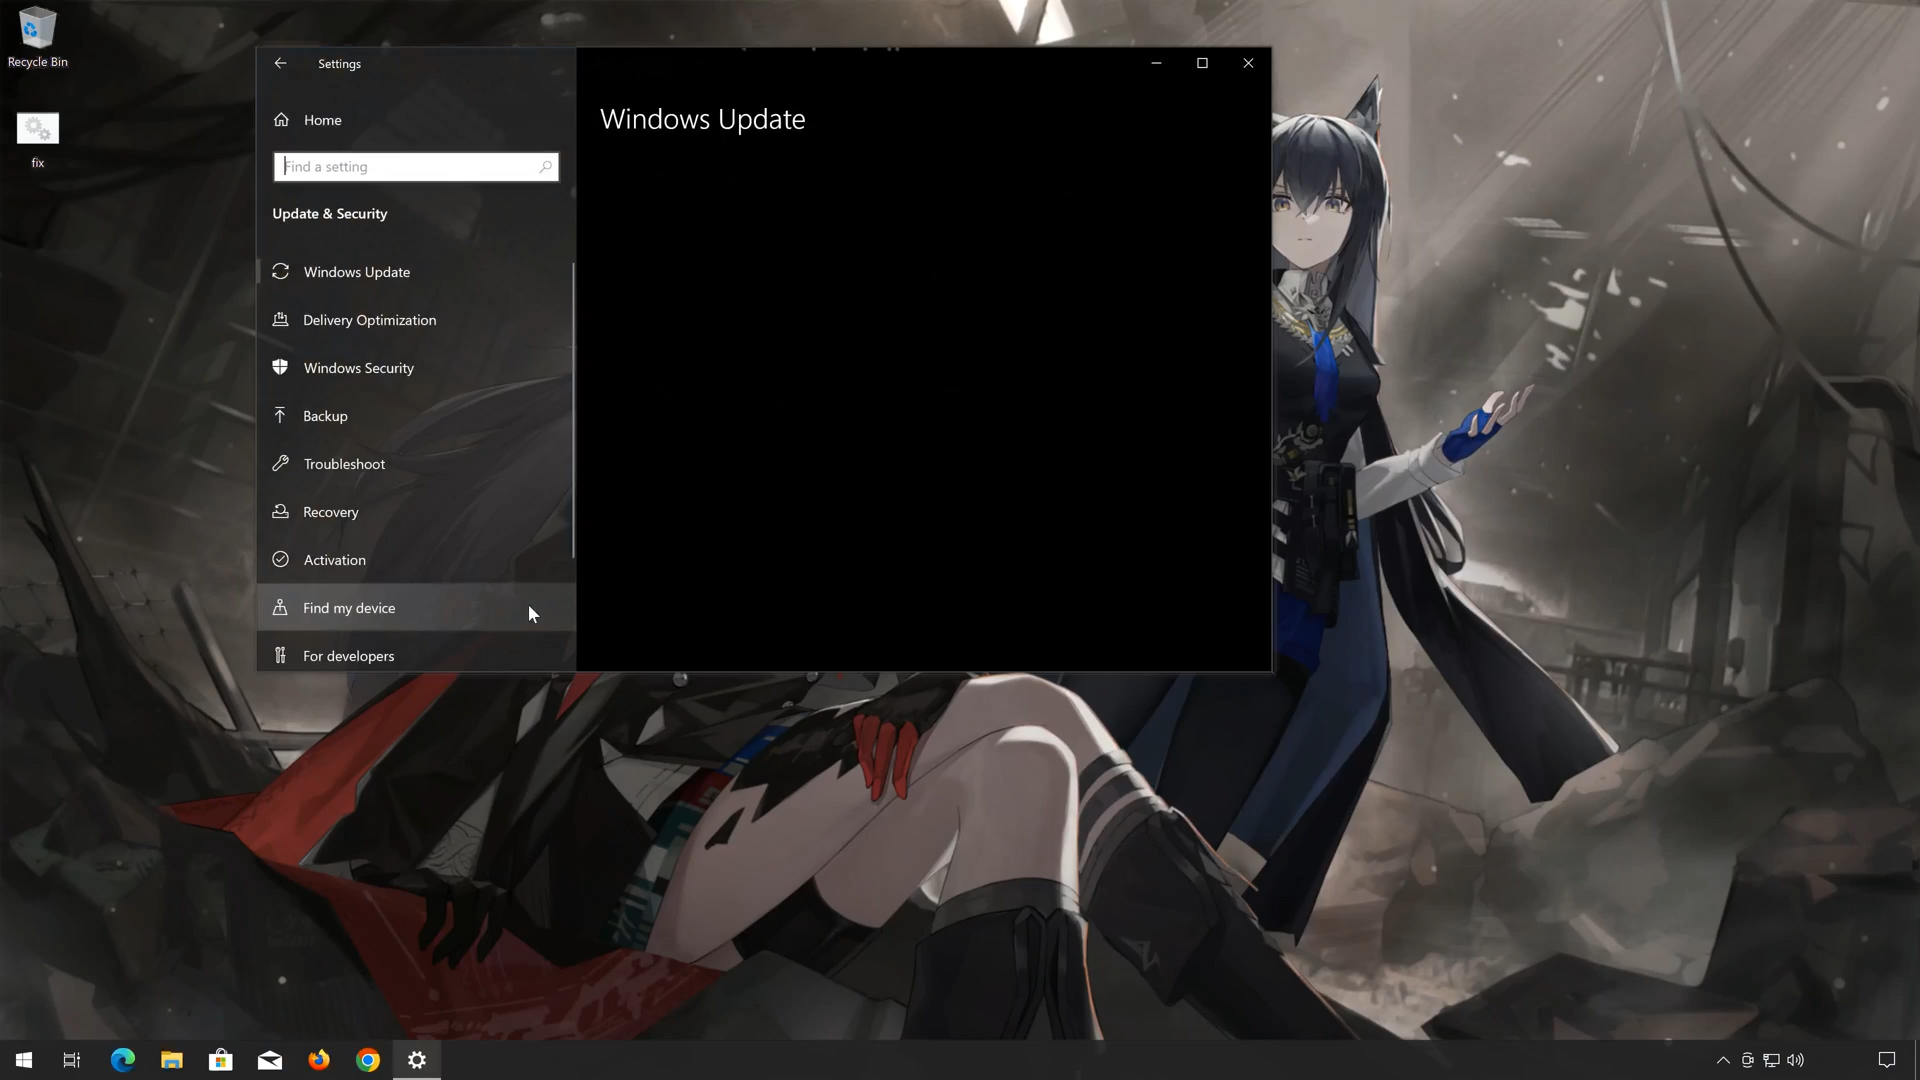 Recycle Bin
fix
Settings
Home
Find a setting
Update & Security
Windows Update
Delivery Optimization
Windows Security
Backup
Troubleshoot
Recovery
Activation
Find my device
For developers
Windows Update